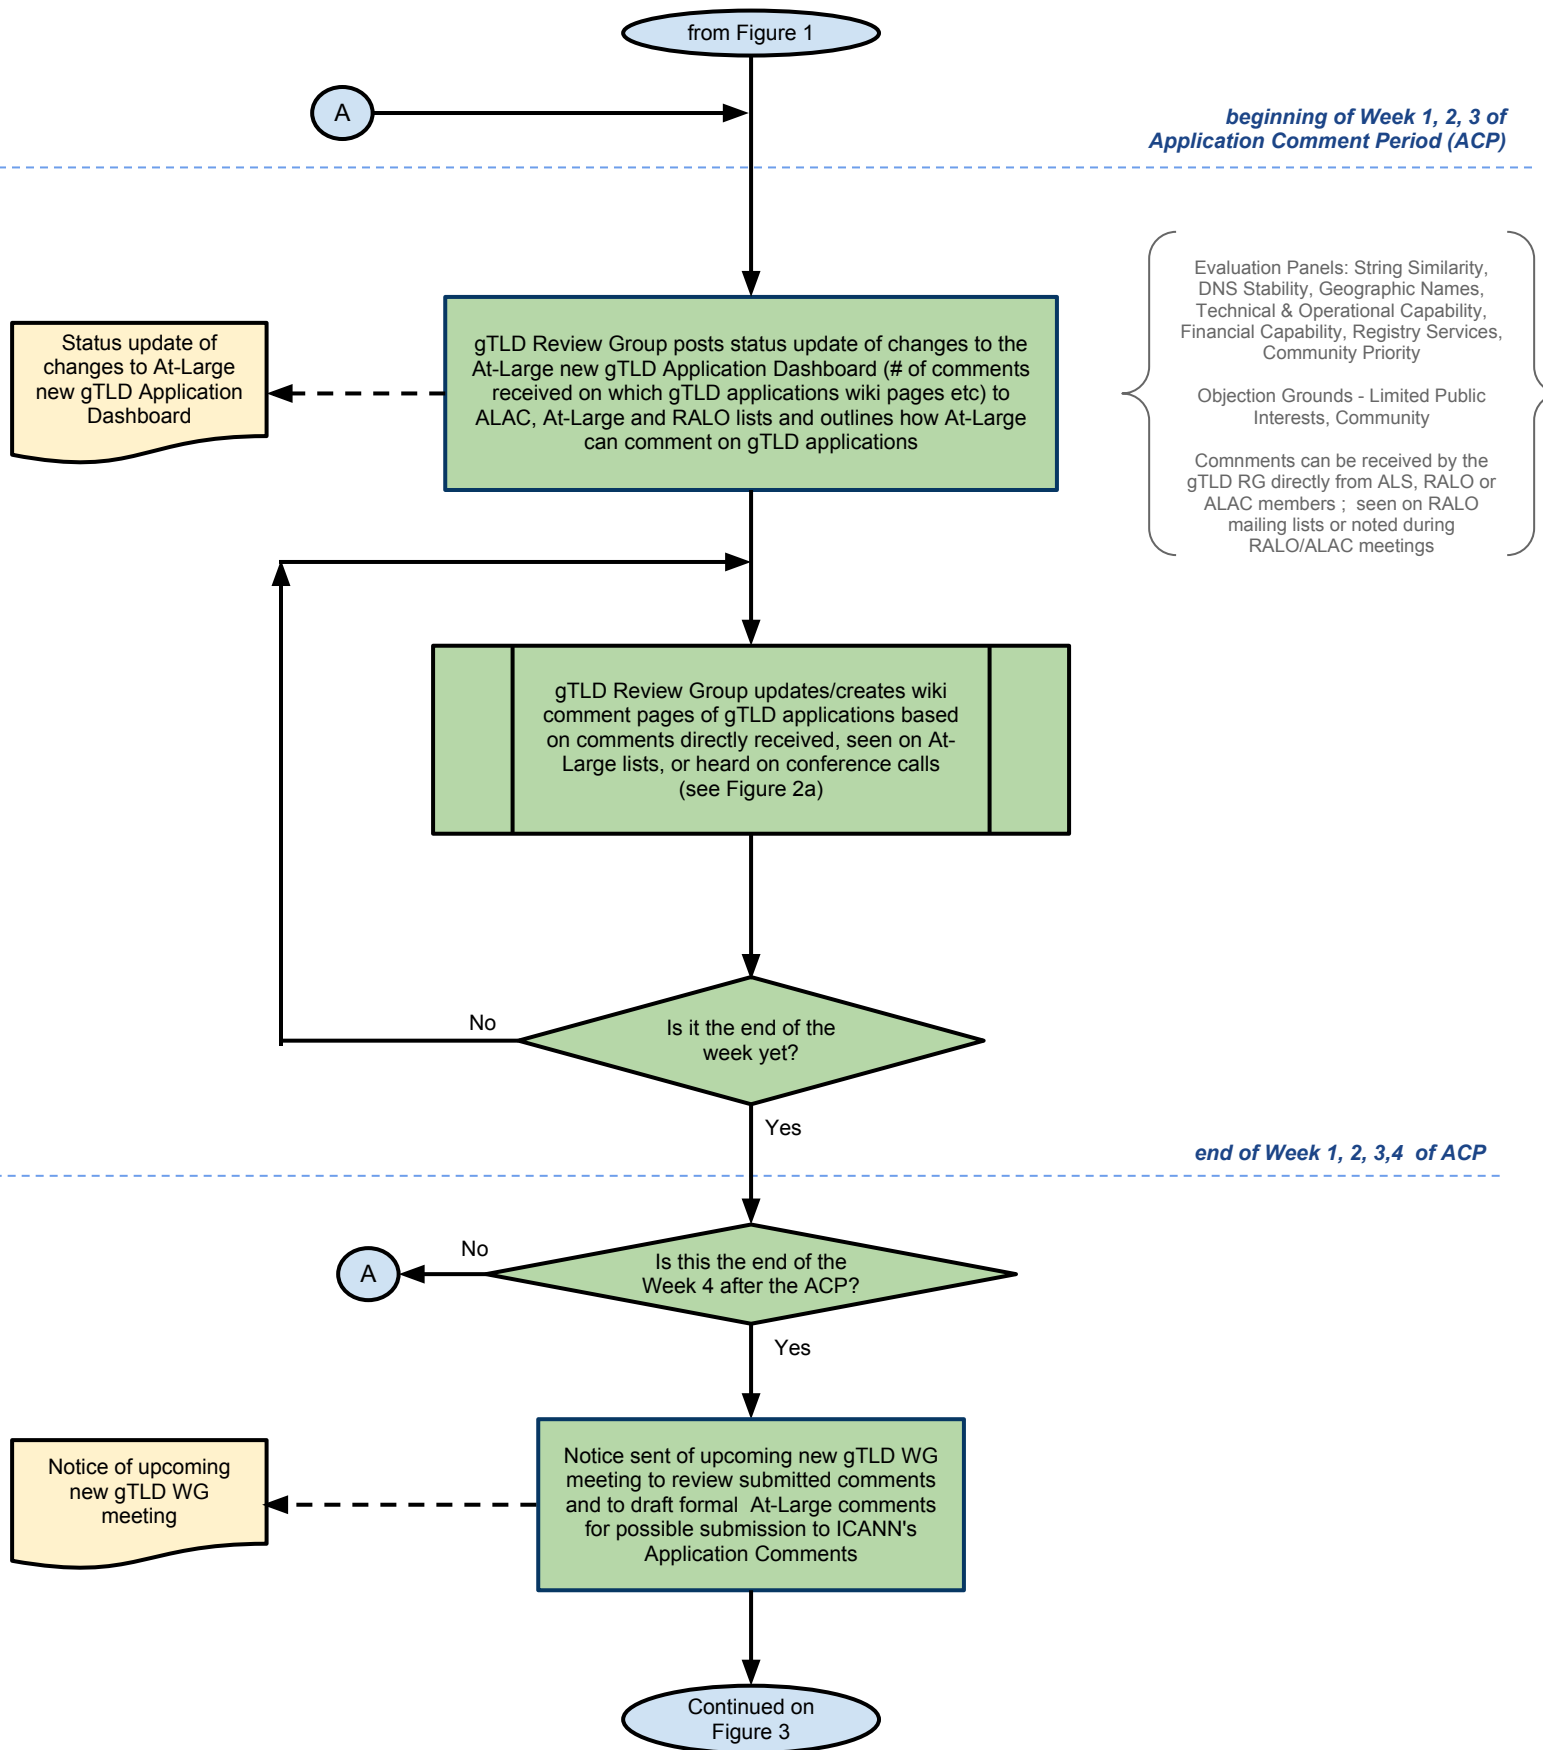 from Figure 1
A
beginning of Week 1, 2, 3 of
Application Comment Period (ACP)
Evaluation Panels: String Similarity,
DNS Stability, Geographic Names,
Technical & Operational Capability,
Financial Capability, Registry Services,
Community Priority
Objection Grounds - Limited Public
Interests, Community
Comnments can be received by the
gTLD RG directly from ALS, RALO or
ALAC members ;  seen on RALO
mailing lists or noted during
RALO/ALAC meetings
Status update of
changes to At-Large
new gTLD Application
Dashboard
gTLD Review Group posts status update of changes to the
At-Large new gTLD Application Dashboard (# of comments
received on which gTLD applications wiki pages etc) to
ALAC, At-Large and RALO lists and outlines how At-Large
can comment on gTLD applications
gTLD Review Group updates/creates wiki
comment pages of gTLD applications based
on comments directly received, seen on At-
Large lists, or heard on conference calls
(see Figure 2a)
No
Is it the end of the
week yet?
Yes
end of Week 1, 2, 3,4  of ACP
A
No
Is this the end of the
Week 4 after the ACP?
Yes
Notice of upcoming
new gTLD WG
meeting
Notice sent of upcoming new gTLD WG
meeting to review submitted comments
and to draft formal  At-Large comments
for possible submission to ICANN's
Application Comments
Continued on
Figure 3